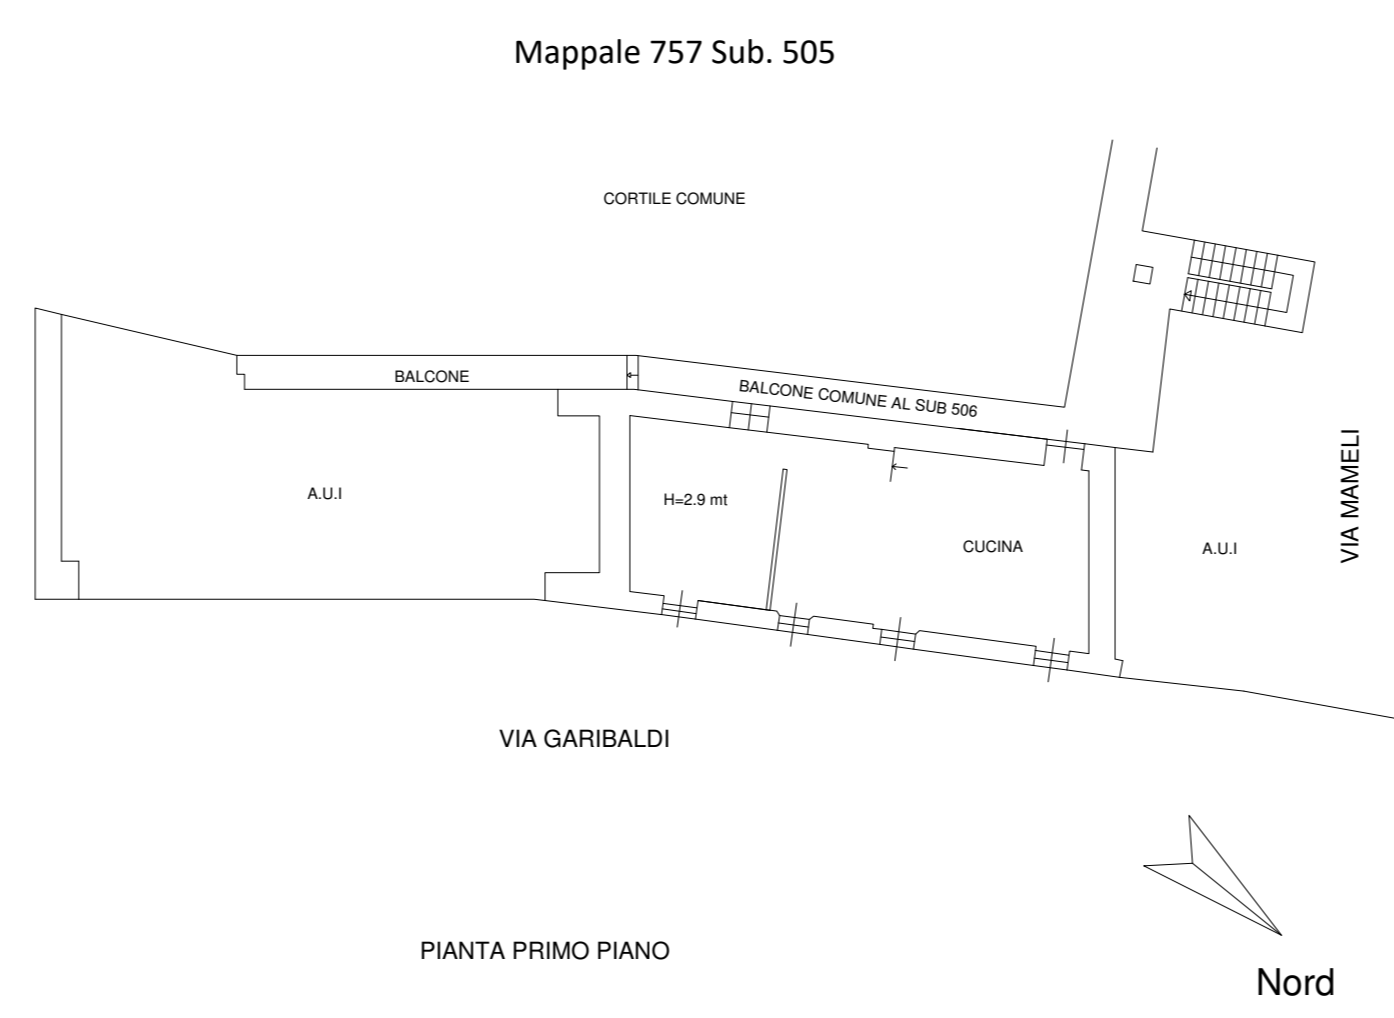 Mappale 757 Sub. 505
CORTILE COMUNE
BALCONE
BALCONE COMUNE AL SUB 506
VIA MAMELI
A.U.I
H=2.9 mt
CUCINA
A.U.I
VIA GARIBALDI
PIANTA PRIMO PIANO
Nord